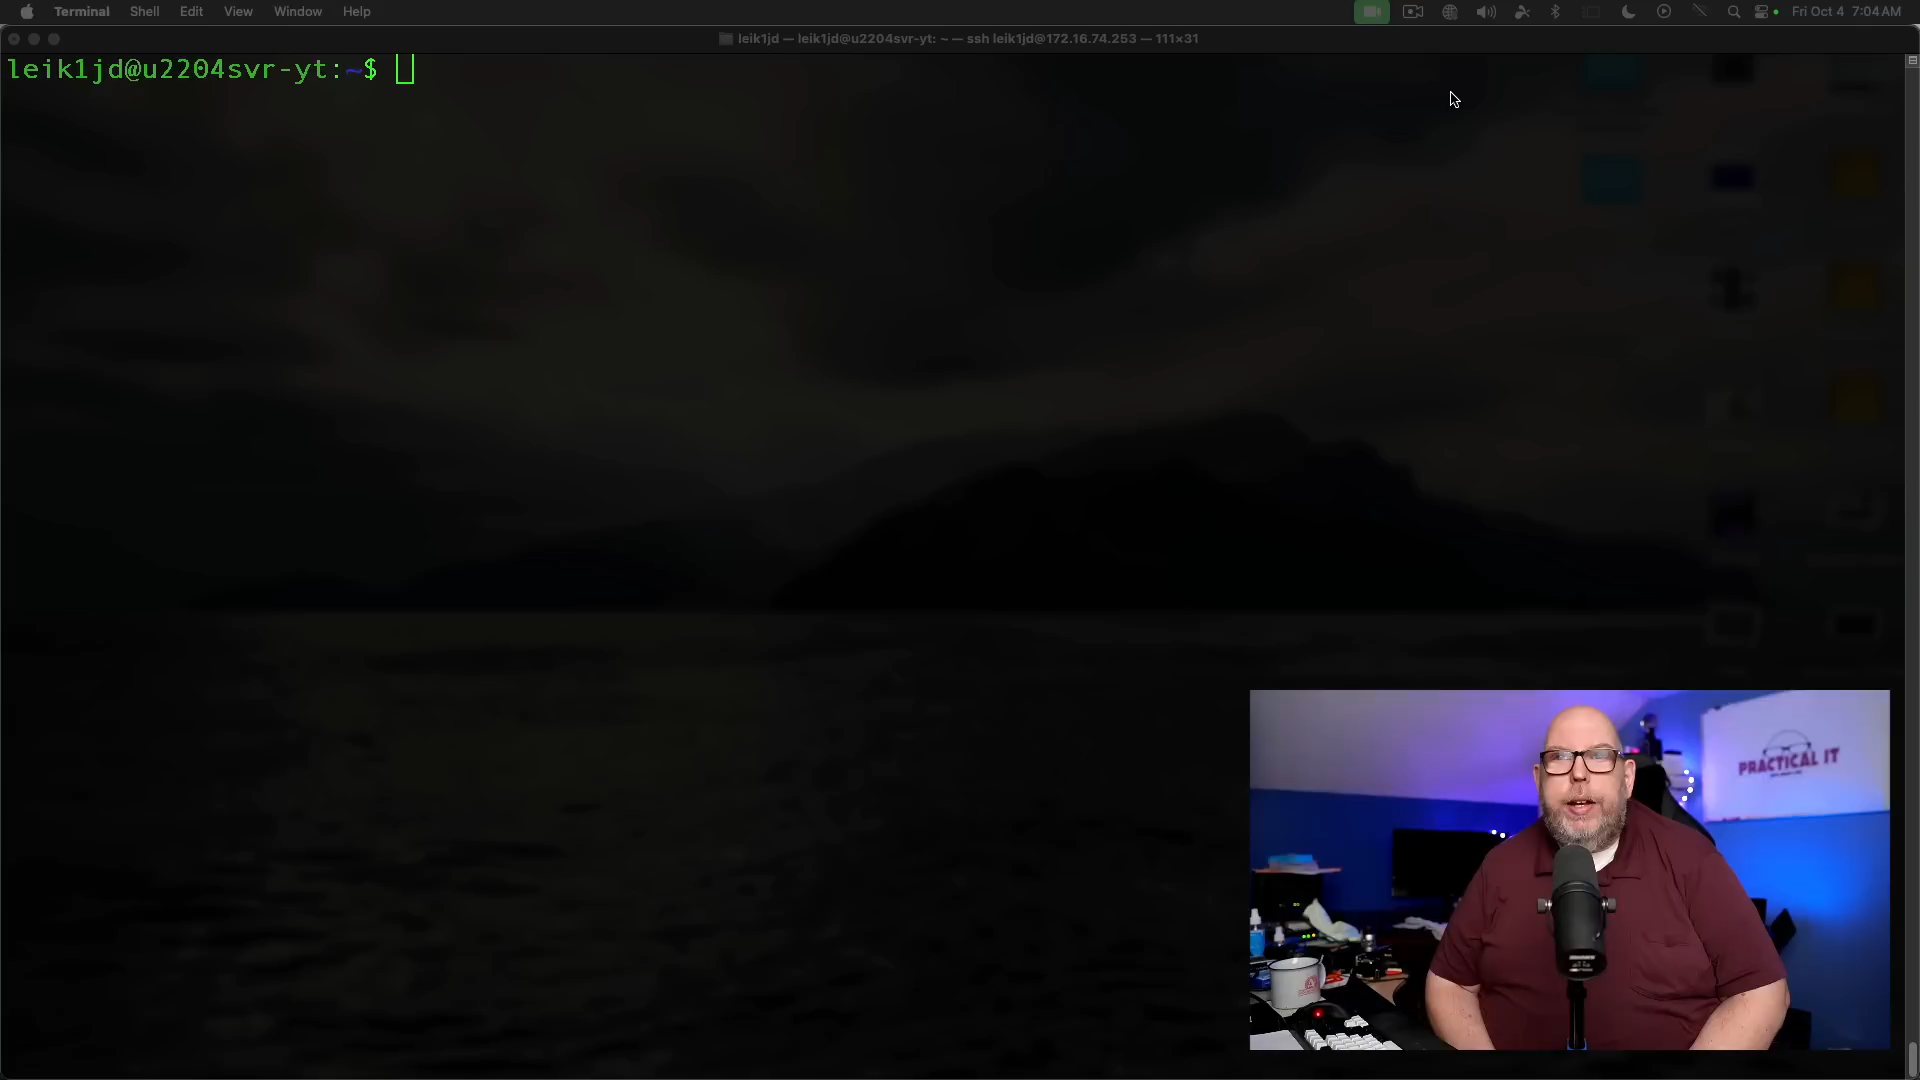 Terminal Shell Edit View Window Help Fri Oct 4 7:04 AM
leik1jd — leik1jd@u2204svr-yt: ~ — ssh leik1jd@172.16.74.253 — 111×31
leik1jd@u2204svr-yt:~$
PRACTICAL IT